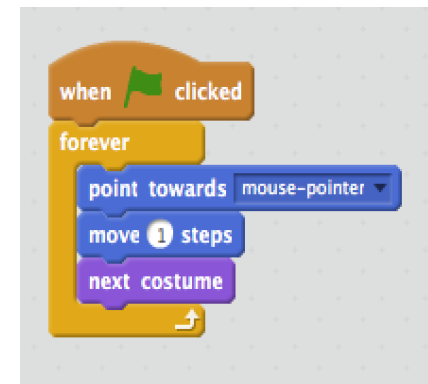 when clicked
forever
point towards mouse-pointer
move 1 steps
next costume